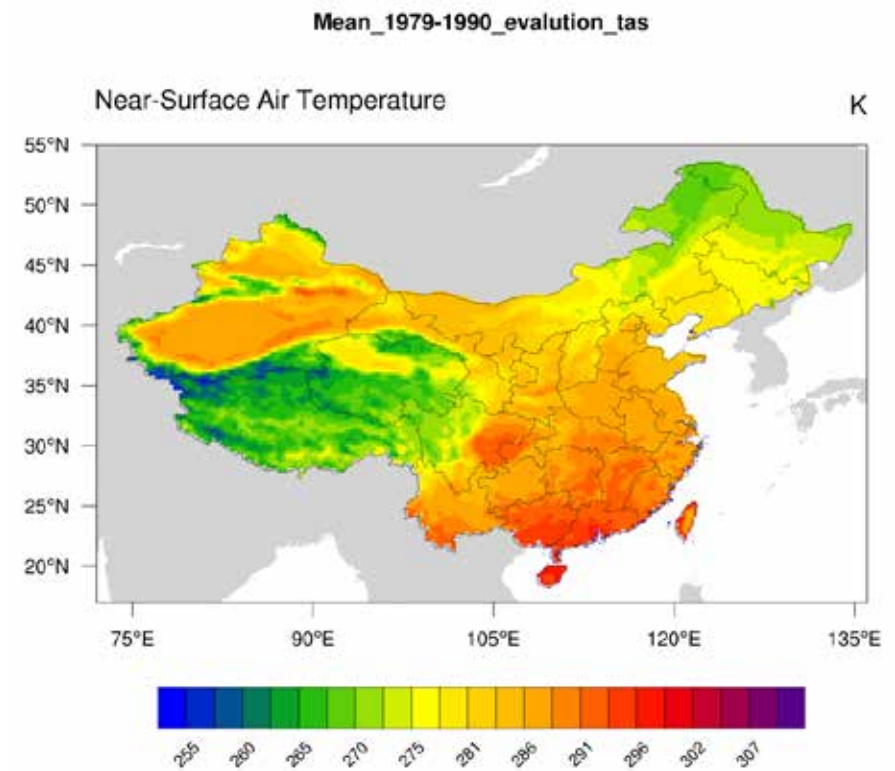 Mean_1979-1990_evalution_tas
Near-Surface Air Temperature K
55°N
50°N
45°N
40°N
35°N
30°N
25°N
20°N
75°E 90°E 105°E 120°E 135°E
255 260 265 270 275 281 286 291 296 302 307